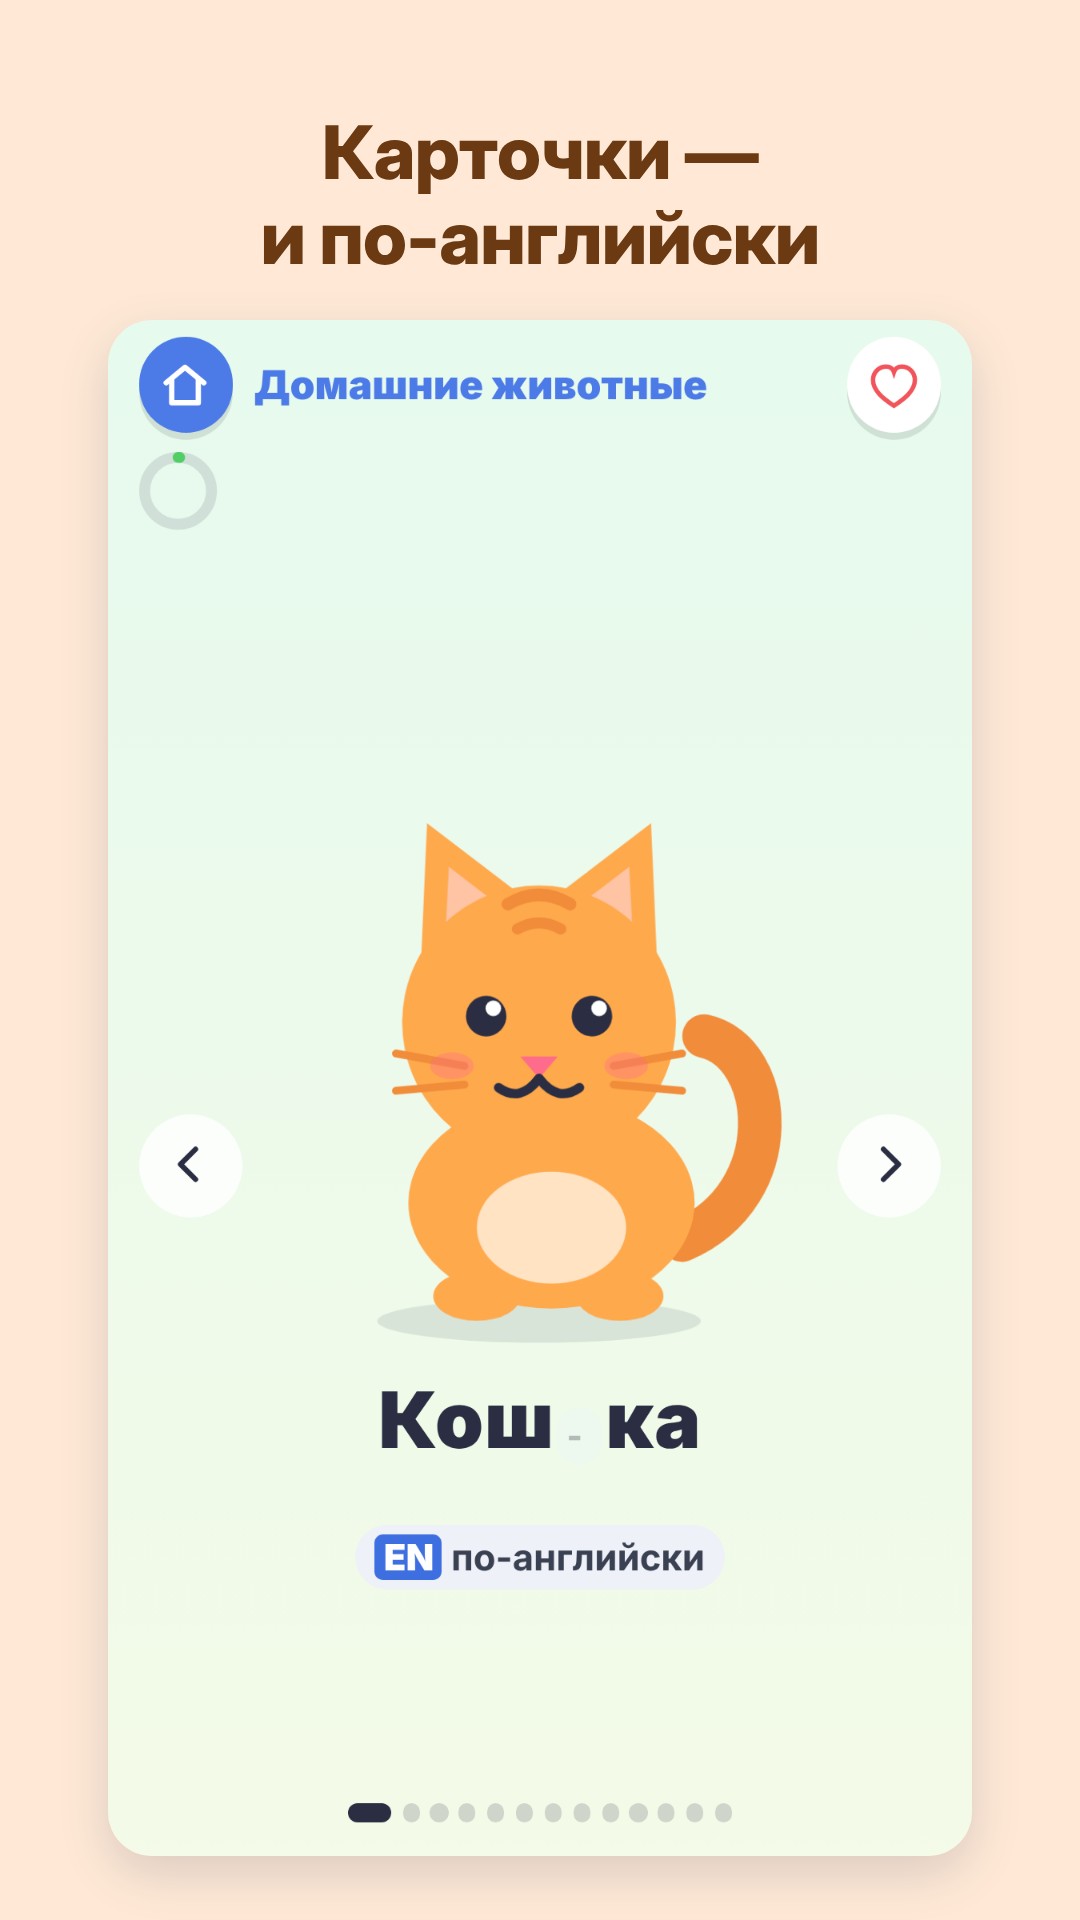 Карточки —
и по-английски
Домашние животные
Кош - ка
EN по-английски